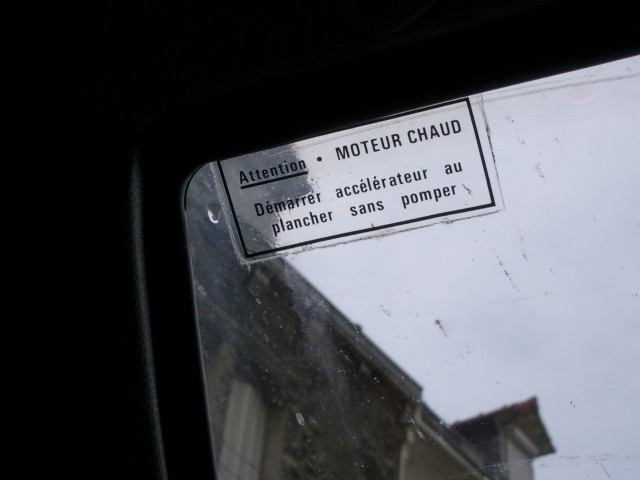 Attention • MOTEUR CHAUD
Démarrer accélérateur au
plancher sans pomper